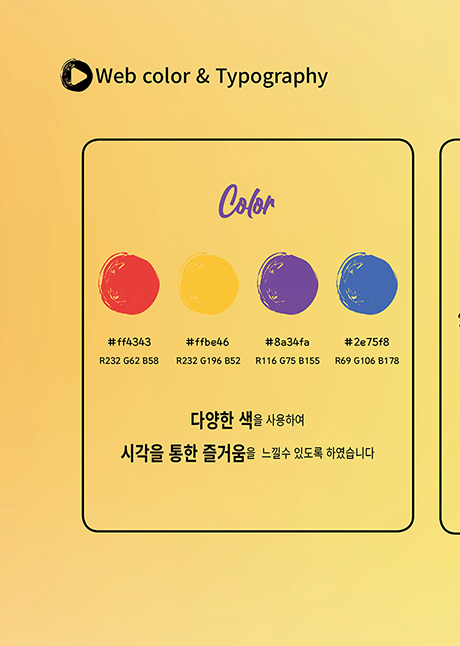 Web color & Typography
Color
#ff4343 #ffbe46 #8a34fa #2e75f8
R232 G62 B58 R232 G196 B52 R116 G75 B155 R69 G106 B178
다양한 색을 사용하여
시각을 통한 즐거움을 느낄수 있도록 하였습니다